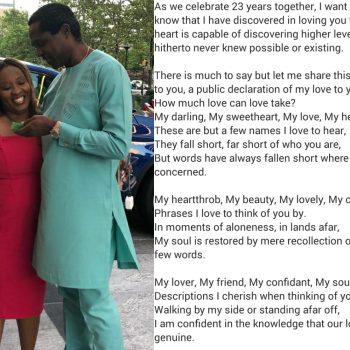 As we celebrate 23 years together, I want
know that I have discovered in loving you
heart is capable of discovering higher leve
hitherto never knew possible or existing.
There is much to say but let me share this
to you, a public declaration of my love to y
How much love can love take?
My darling, My sweetheart, My love, My he
These are but a few names I love to hear,
They fall short, far short of who you are,
But words have always fallen short where
concerned.
My heartthrob, My beauty, My lovely, My o
Phrases I love to think of you by.
In moments of aloneness, in lands afar,
My soul is restored by mere recollection o
few words.
My lover, My friend, My confidant, My sou
Descriptions I cherish when thinking of yo
Walking by my side or standing afar off,
I am confident in the knowledge that our lo
genuine.